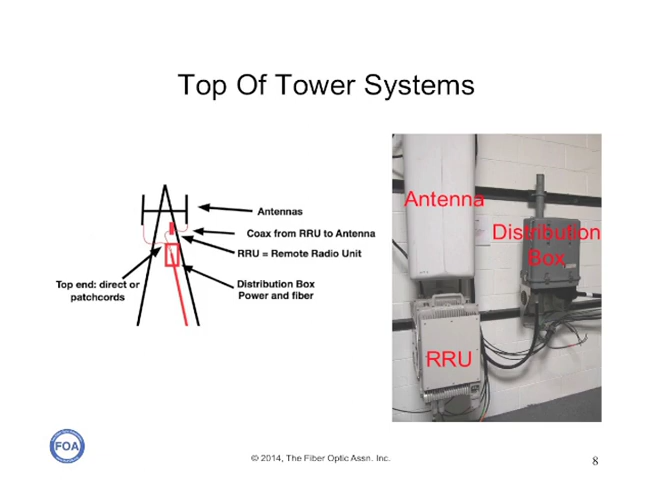 Top Of Tower Systems
Antennas
Coax from RRU to Antenna
RRU = Remote Radio Unit
Top end: direct or
patchcords
Distribution Box
Power and fiber
Antenna
Distribution
Box
RRU
FOA
© 2014, The Fiber Optic Assn. Inc.
8